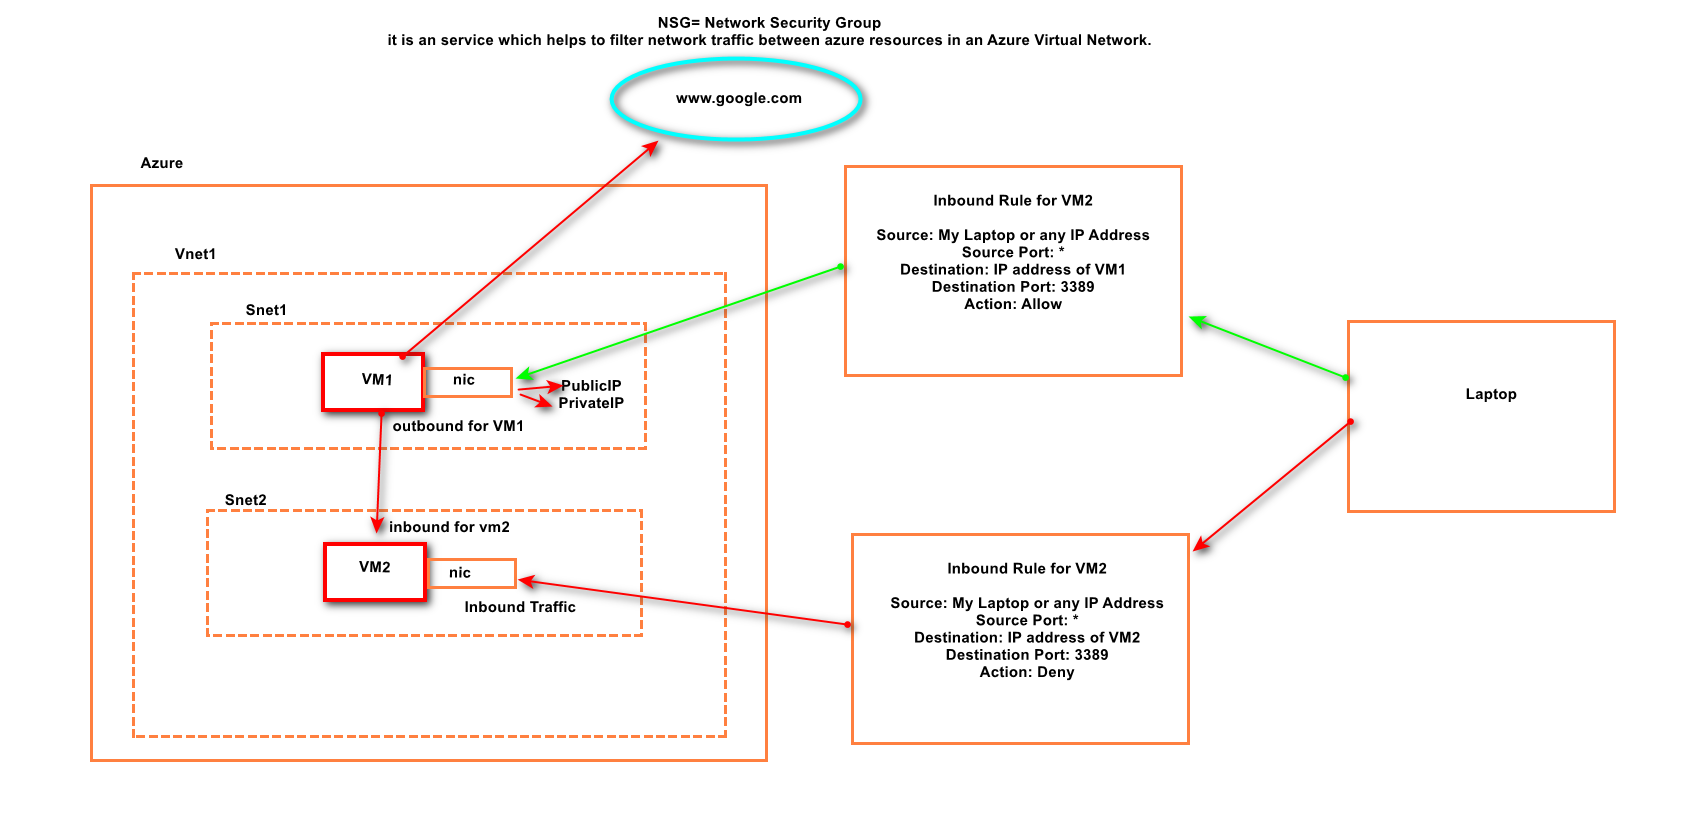 NSG= Network Security Group
it is an service which helps to filter network traffic between azure resources in an Azure Virtual Network.
www.google.com
Azure
Vnet1
Snet1
VM1
nic
PublicIP
PrivateIP
outbound for VM1
Snet2
inbound for vm2
VM2
nic
Inbound Traffic
Inbound Rule for VM2
Source: My Laptop or any IP Address
Source Port: *
Destination: IP address of VM1
Destination Port: 3389
Action: Allow
Inbound Rule for VM2
Source: My Laptop or any IP Address
Source Port: *
Destination: IP address of VM2
Destination Port: 3389
Action: Deny
Laptop